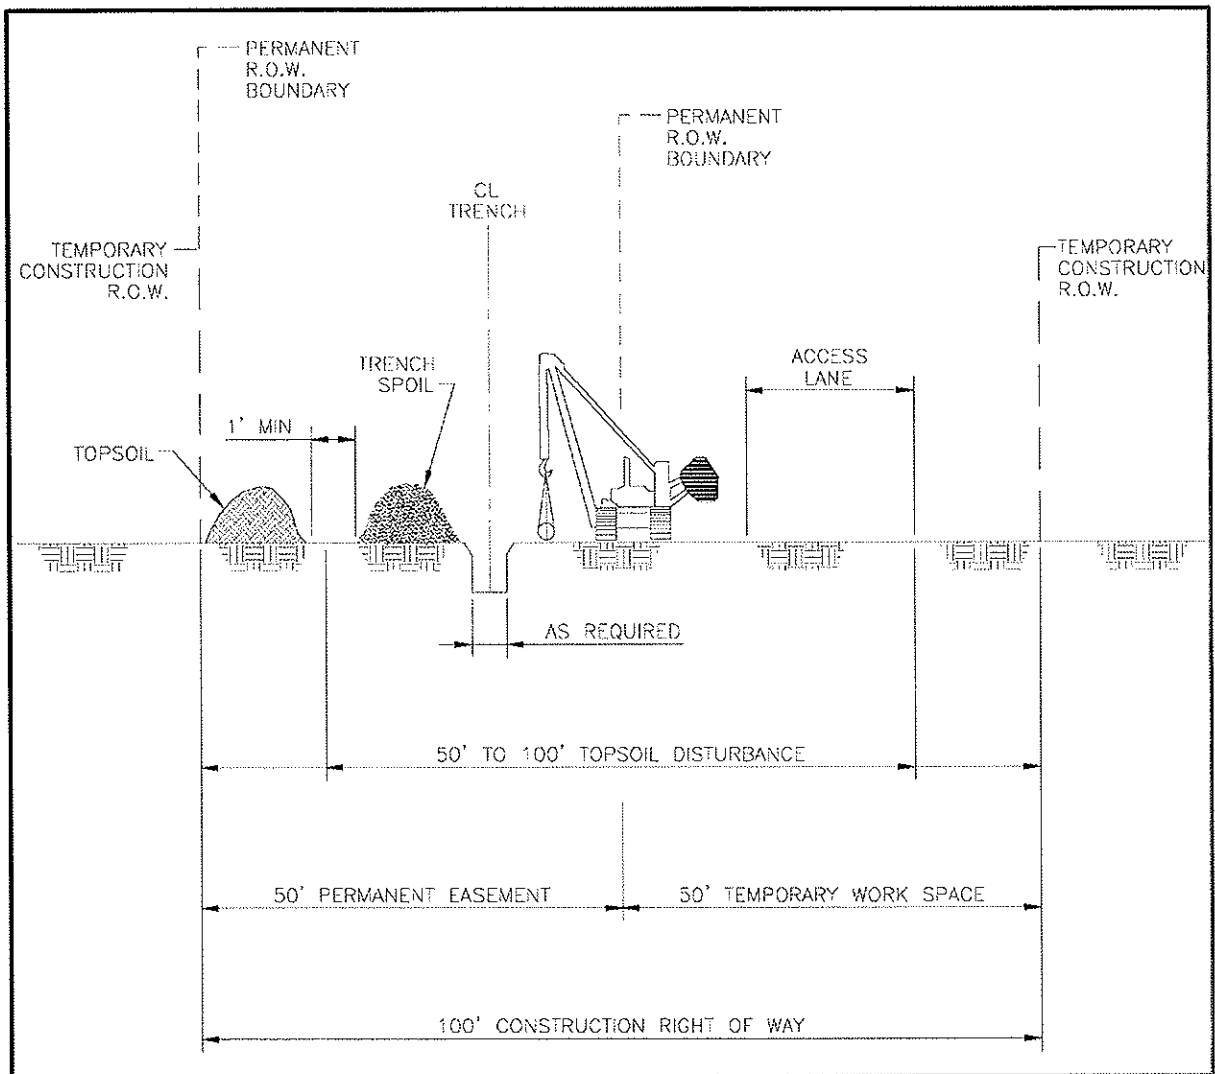 PERMANENT
R.O.W.
BOUNDARY
PERMANENT
R.O.W.
BOUNDARY
CL
TRENCH
TEMPORARY
CONSTRUCTION
R.O.W.
TEMPORARY
CONSTRUCTION
R.O.W.
ACCESS
LANE
TRENCH
SPOIL
1' MIN
TOPSOIL
AS REQUIRED
50' TO 100' TOPSOIL DISTURBANCE
50' PERMANENT EASEMENT
50' TEMPORARY WORK SPACE
100' CONSTRUCTION RIGHT OF WAY